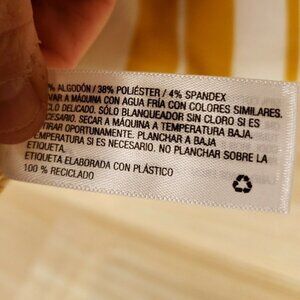 % ALGODÓN / 38% POLIÉSTER / 4% SPANDEX
VAR A MÁQUINA CON AGUA FRÍA CON COLORES SIMILARES.
CLO DELICADO. SÓLO BLANQUEADOR SIN CLORO SI ES
ECESARIO. SECAR A MÁQUINA A TEMPERATURA BAJA.
TIRAR OPORTUNAMENTE. PLANCHAR A BAJA
TEMPERATURA SI ES NECESARIO. NO PLANCHAR SOBRE LA
ETIQUETA.
ETIQUETA ELABORADA CON PLÁSTICO
100 % RECICLADO